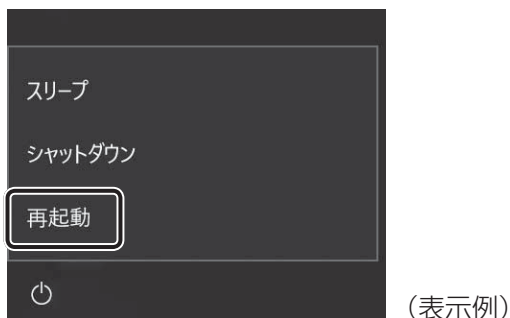 スリープ
シャットダウン
再起動
（表示例）